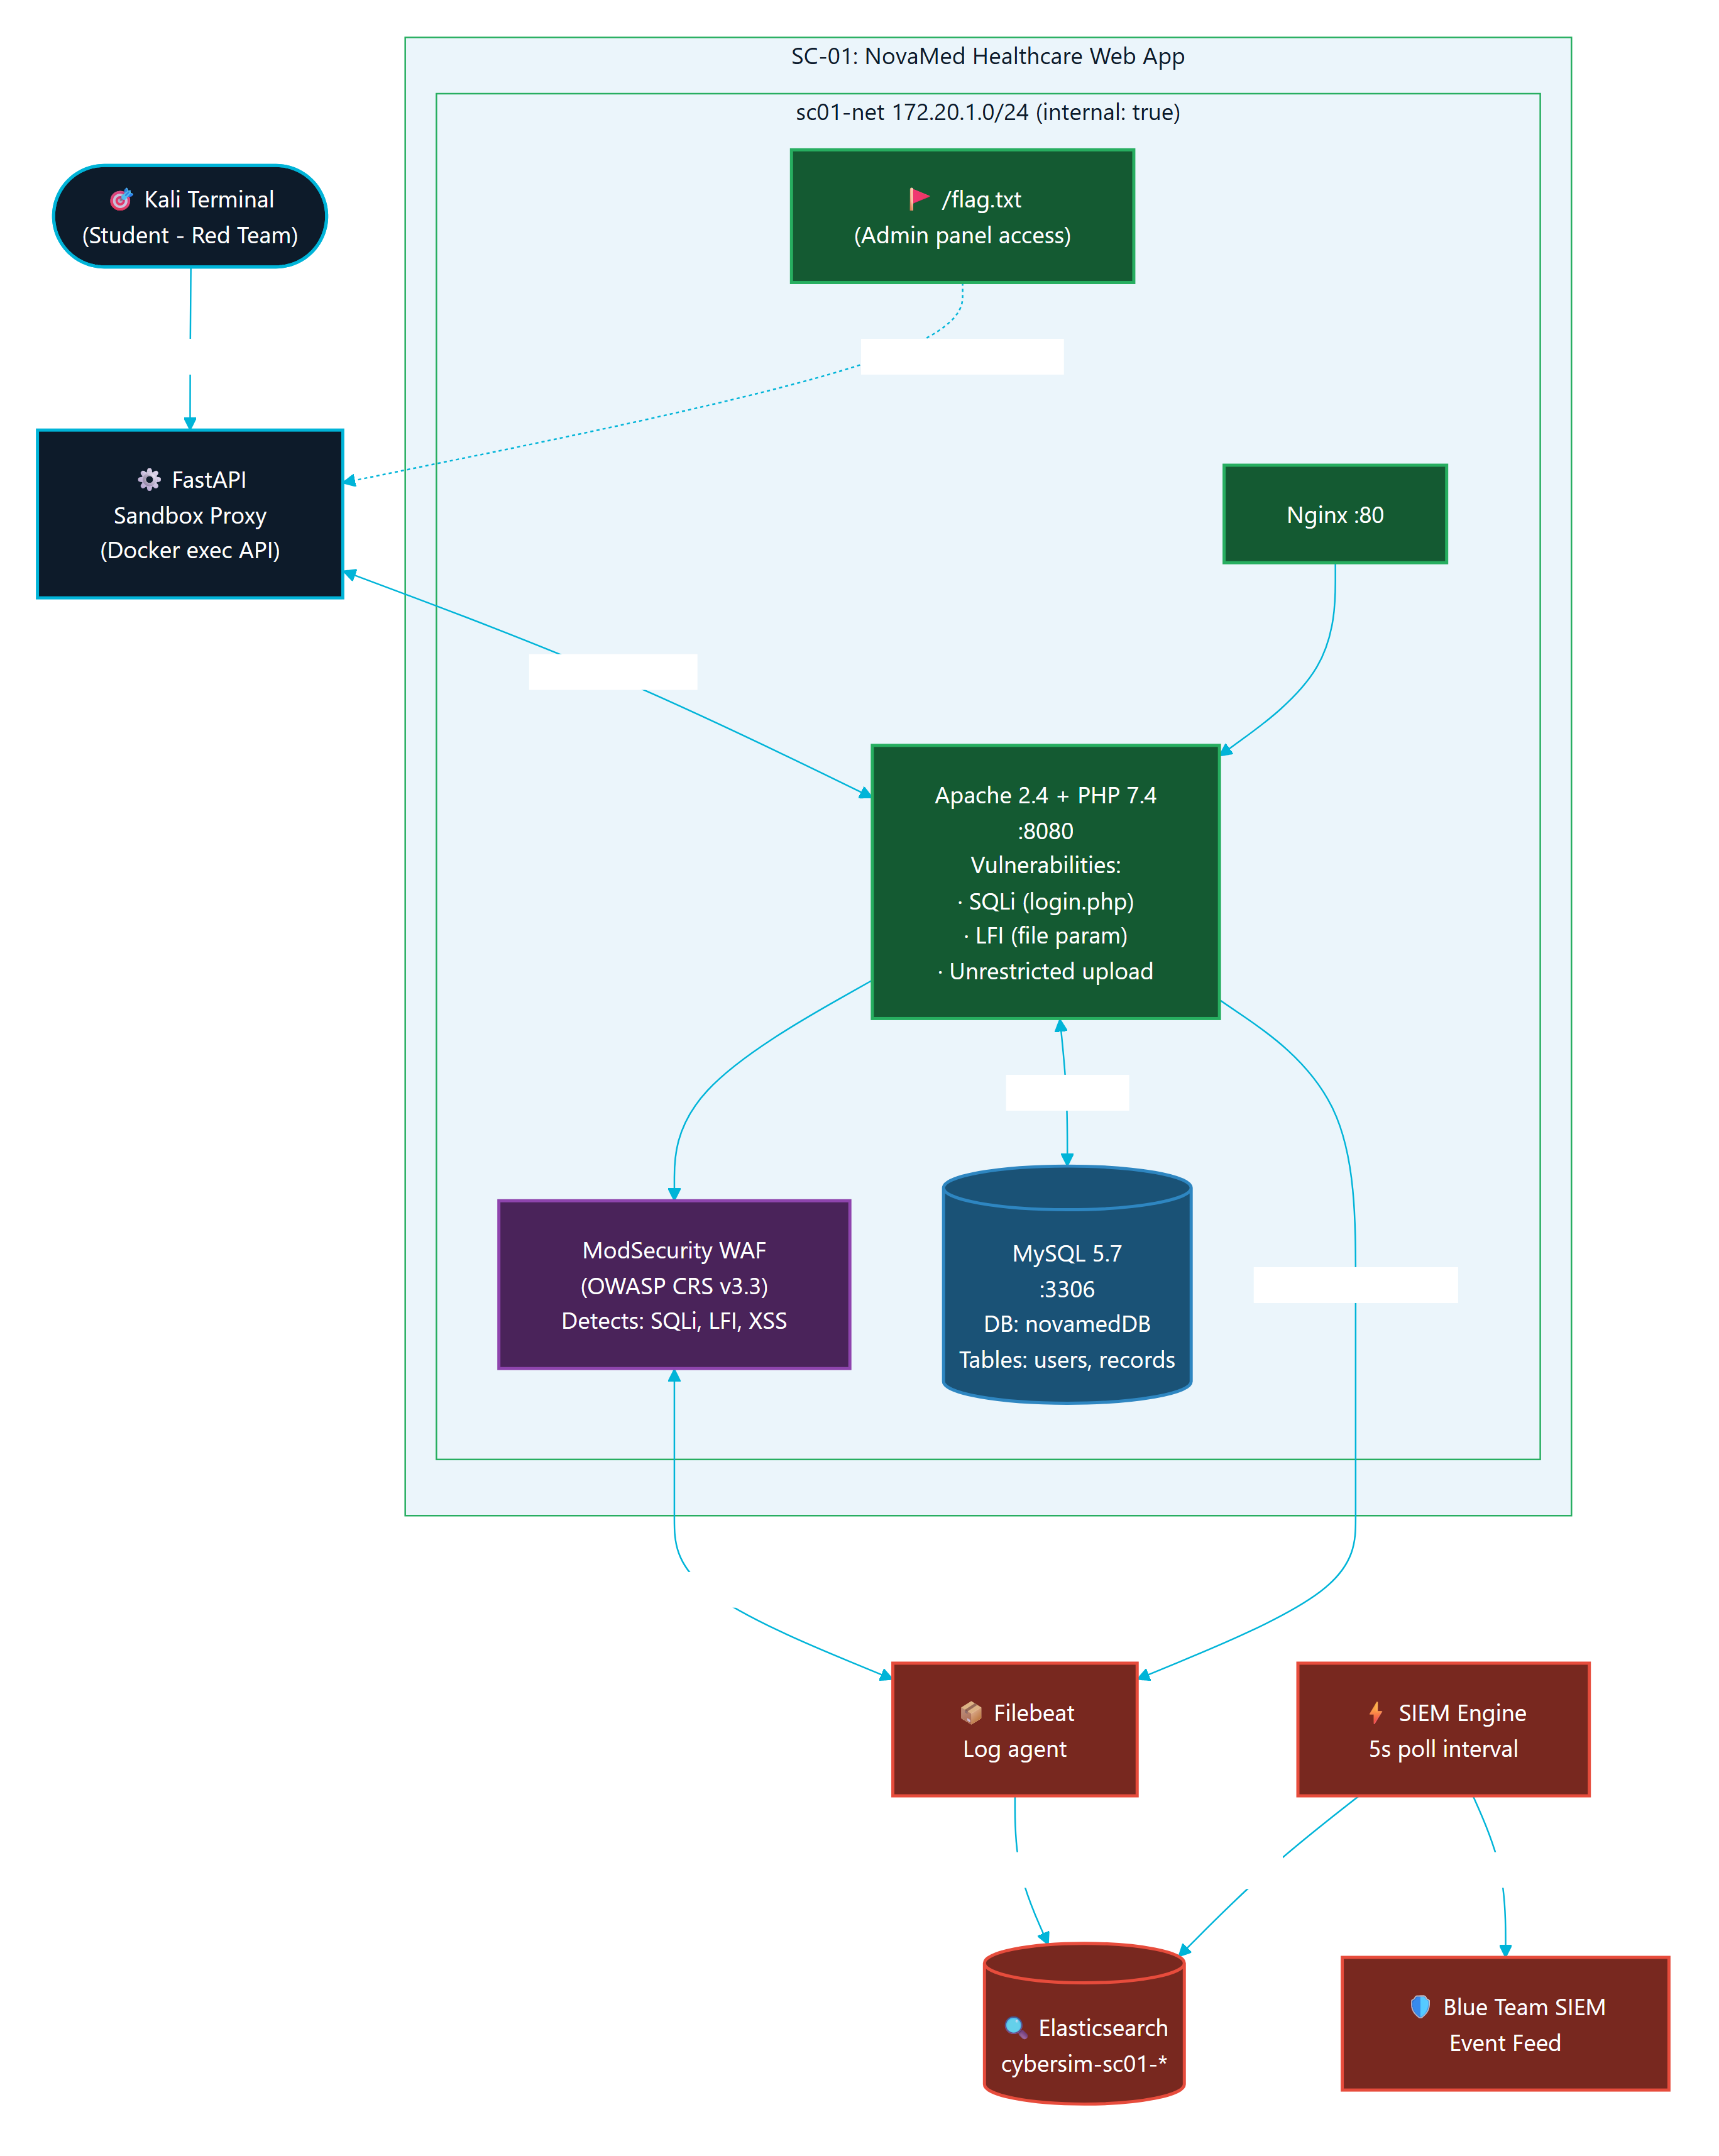 SC-01: NovaMed Healthcare Web App
sc01-net 172.20.1.0/24 (internal: true)
Kali Terminal
(Student - Red Team)
/flag.txt
(Admin panel access)
FastAPI
Sandbox Proxy
(Docker exec API)
Nginx :80
Apache 2.4 + PHP 7.4
:8080
Vulnerabilities:
· SQLi (login.php)
· LFI (file param)
· Unrestricted upload
ModSecurity WAF
(OWASP CRS v3.3)
Detects: SQLi, LFI, XSS
MySQL 5.7
:3306
DB: novamedDB
Tables: users, records
Filebeat
Log agent
SIEM Engine
5s poll interval
Elasticsearch
cybersim-sc01-*
Blue Team SIEM
Event Feed